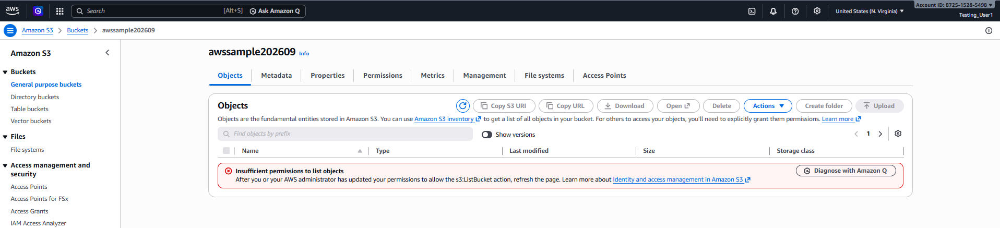 aws
Search [Alt+S] Ask Amazon Q
United States (N. Virginia) ▼
Account ID: 8725-1528-5498 ▼
Testing_User1
Amazon S3 > Buckets > awssample202609
Amazon S3
Buckets
General purpose buckets
Directory buckets
Table buckets
Vector buckets
Files
File systems
Access management and
security
Access Points
Access Points for FSx
Access Grants
IAM Access Analyzer
awssample202609 Info
Objects Metadata Properties Permissions Metrics Management File systems Access Points
Objects
Copy S3 URI Copy URL Download Open Delete Actions ▼ Create folder Upload
Objects are the fundamental entities stored in Amazon S3. You can use Amazon S3 inventory to get a list of all objects in your bucket. For others to access your objects, you'll need to explicitly grant them permissions. Learn more
Find objects by prefix Show versions < 1 >
Name Type Last modified Size Storage class
Insufficient permissions to list objects
After you or your AWS administrator has updated your permissions to allow the s3:ListBucket action, refresh the page. Learn more about Identity and access management in Amazon S3
Diagnose with Amazon Q